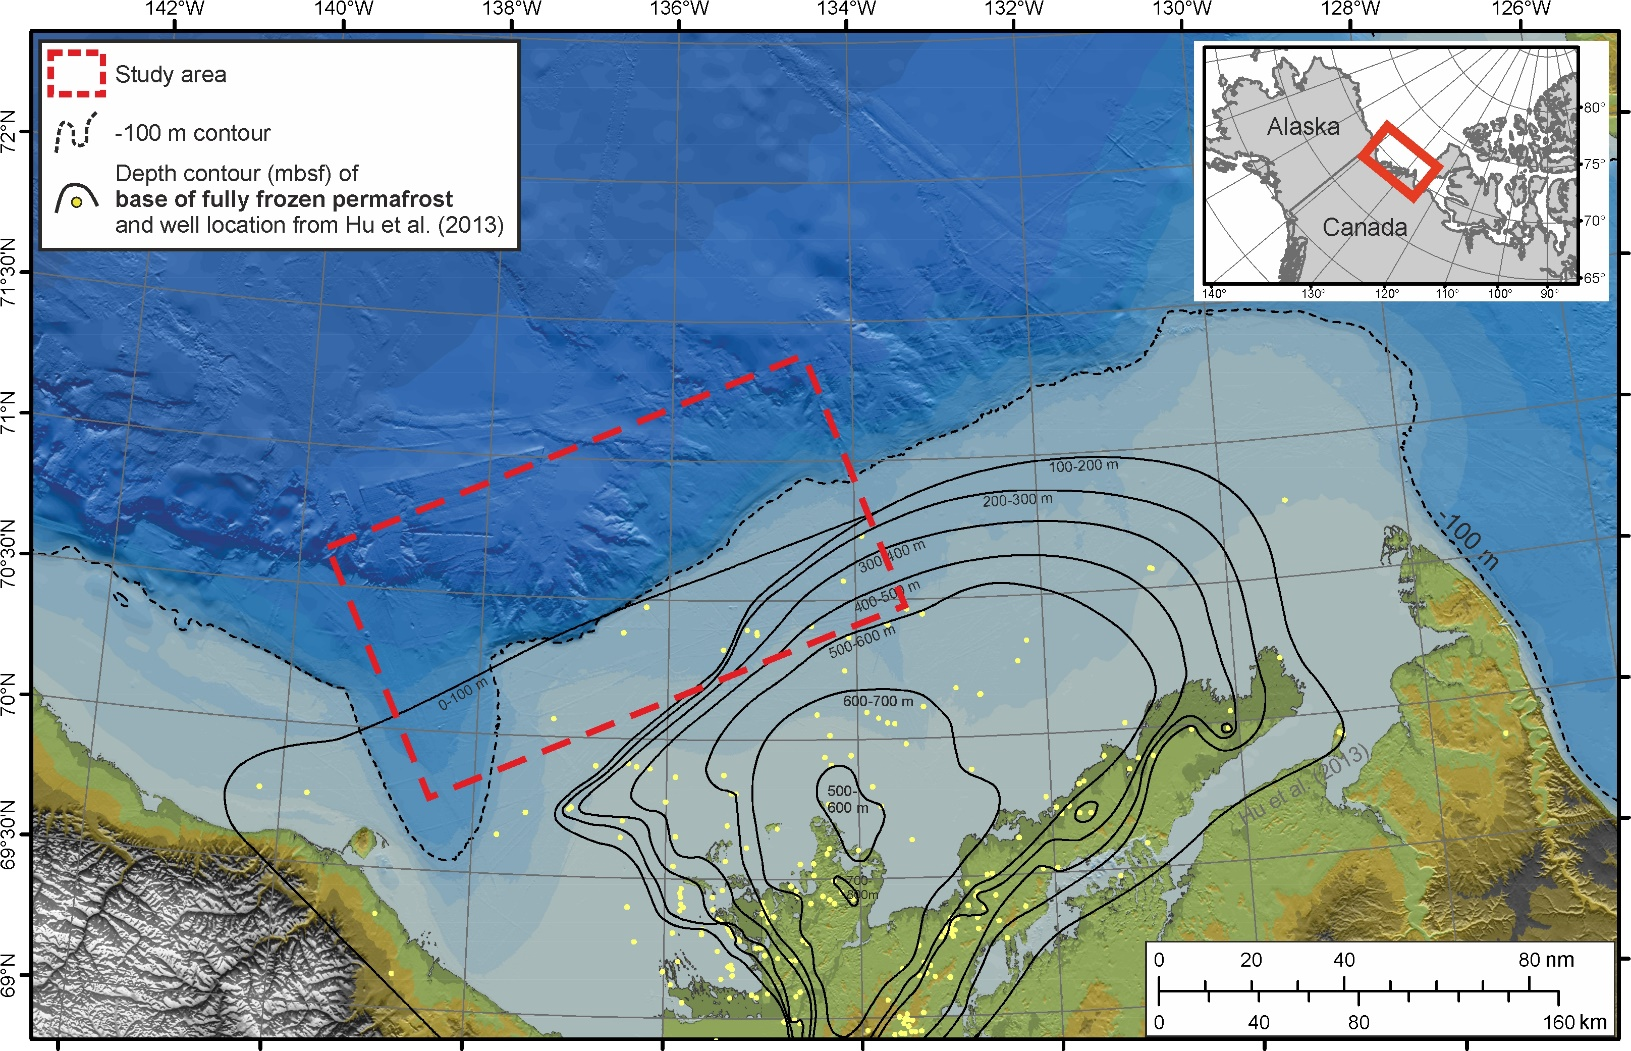 142°W
140°W
138°W
136°W
134°W
132°W
130°W
128°W
126°W
72°N
71°30'N
71°N
70°30'N
70°N
69°30'N
69°N
Study area
-100 m contour
Depth contour (mbsf) of
base of fully frozen permafrost
and well location from Hu et al. (2013)
Alaska
Canada
80°
75°
70°
65°
140°
130°
120°
110°
100°
90°
100-200 m
200-300 m
300-400 m
400-500 m
500-600 m
600-700 m
500-
600 m
700-
800m
0-100 m
-100 m
Hu et al. (2013)
0
20
40
80 nm
0
40
80
160 km